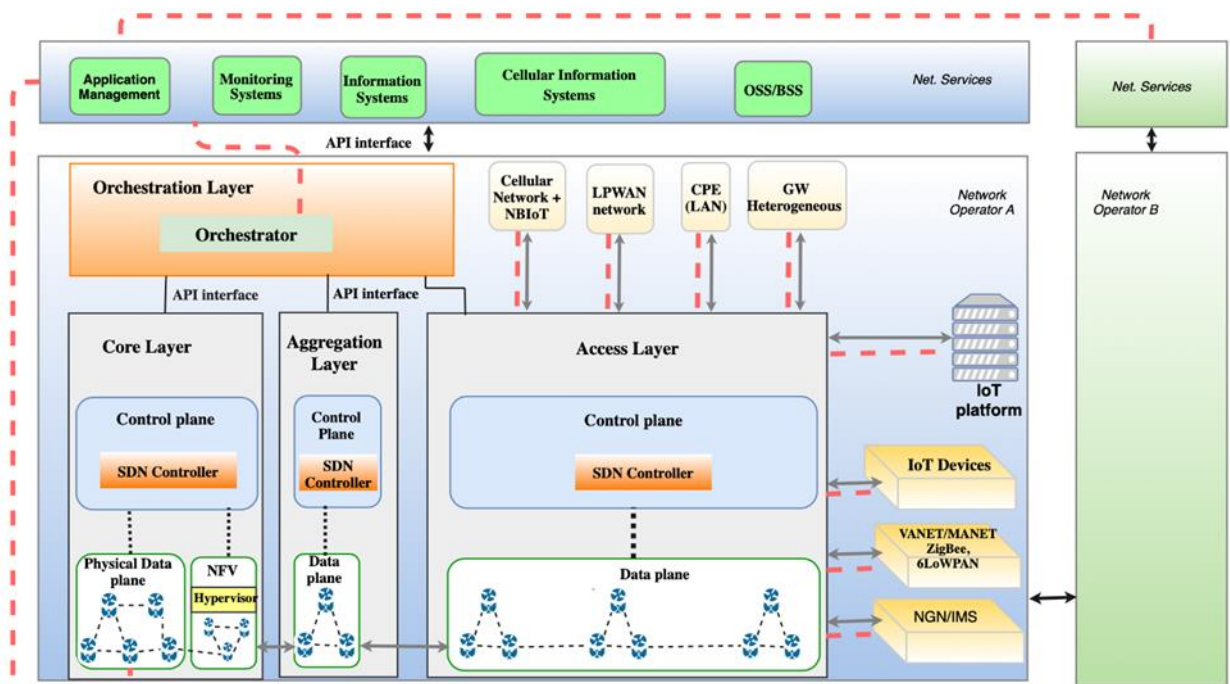 Application
Management
Monitoring
Systems
Information
Systems
Cellular Information
Systems
OSS/BSS
Net. Services
Net. Services
API interface
Orchestration Layer
Orchestrator
Cellular
Network +
NBIoT
LPWAN
network
CPE
(LAN)
GW
Heterogeneous
Network
Operator A
Network
Operator B
API interface
API interface
Core Layer
Aggregation
Layer
Access Layer
IoT
platform
Control plane
SDN Controller
Control
Plane
SDN
Controller
Control plane
SDN Controller
IoT Devices
VANET/MANET
ZigBee,
6LoWPAN
NGN/IMS
Physical Data
plane
NFV
Hypervisor
Data
plane
Data plane